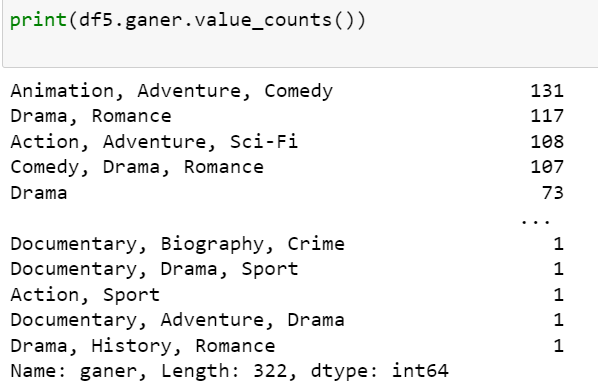 print(df5.ganer.value_counts())
Animation, Adventure, Comedy 131
Drama, Romance 117
Action, Adventure, Sci-Fi 108
Comedy, Drama, Romance 107
Drama 73
...
Documentary, Biography, Crime 1
Documentary, Drama, Sport 1
Action, Sport 1
Documentary, Adventure, Drama 1
Drama, History, Romance 1
Name: ganer, Length: 322, dtype: int64